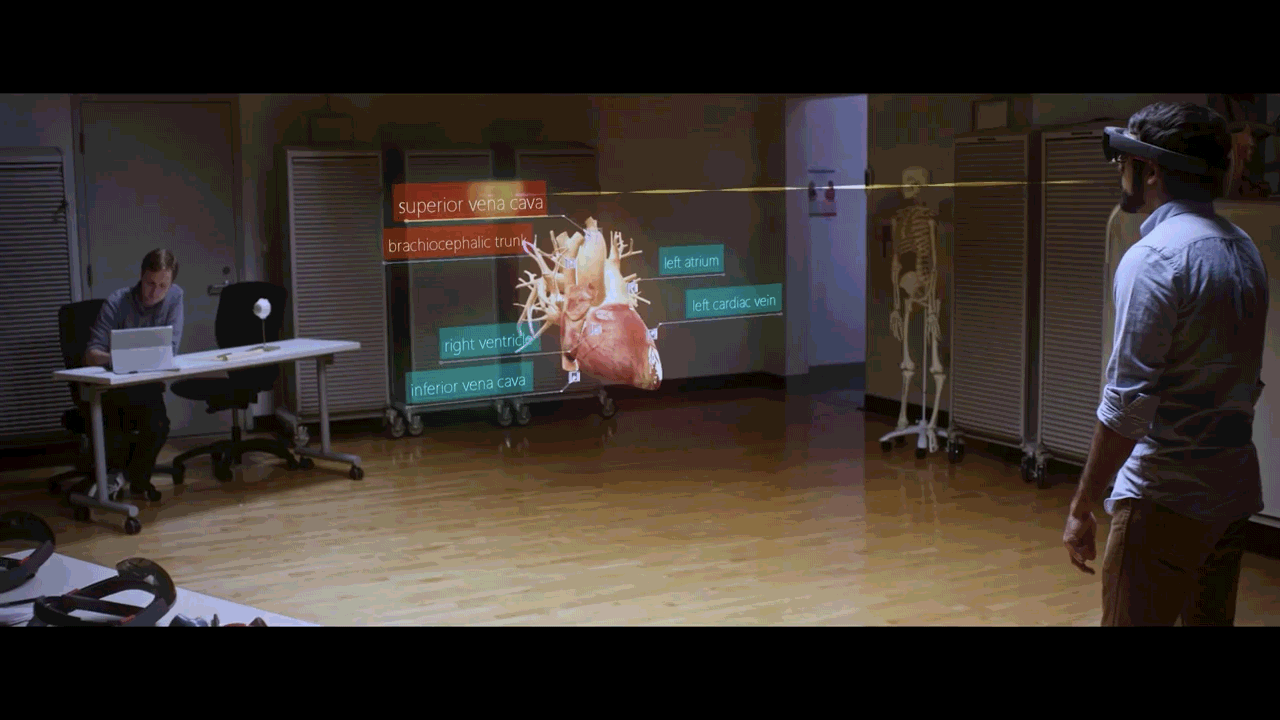 superior vena cava
brachiocephalic trunk
left atrium
left cardiac vein
right ventricle
inferior vena cava